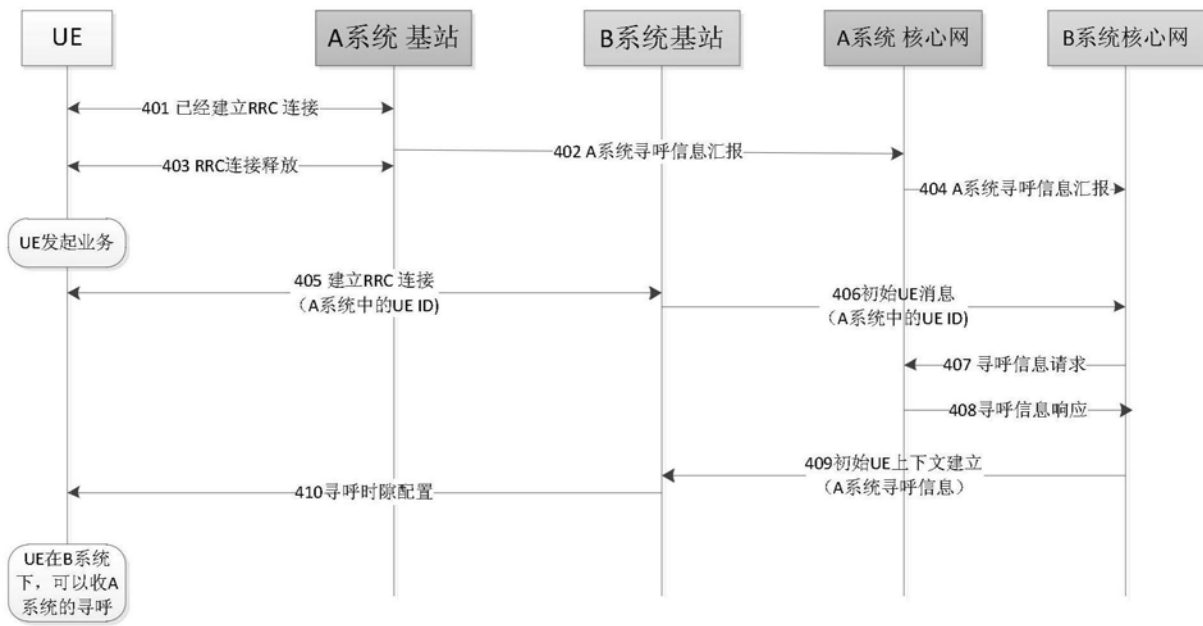 UE
A系统 基站
B系统基站
A系统 核心网
B系统核心网
401 已经建立RRC 连接
402 A系统寻呼信息汇报
403 RRC连接释放
404 A系统寻呼信息汇报
UE发起业务
405 建立RRC 连接
（A系统中的UE ID)
406初始UE消息
（A系统中的UE ID)
407 寻呼信息请求
408寻呼信息响应
409初始UE上下文建立
（A系统寻呼信息）
410寻呼时隙配置
UE在B系统
下，可以收A
系统的寻呼